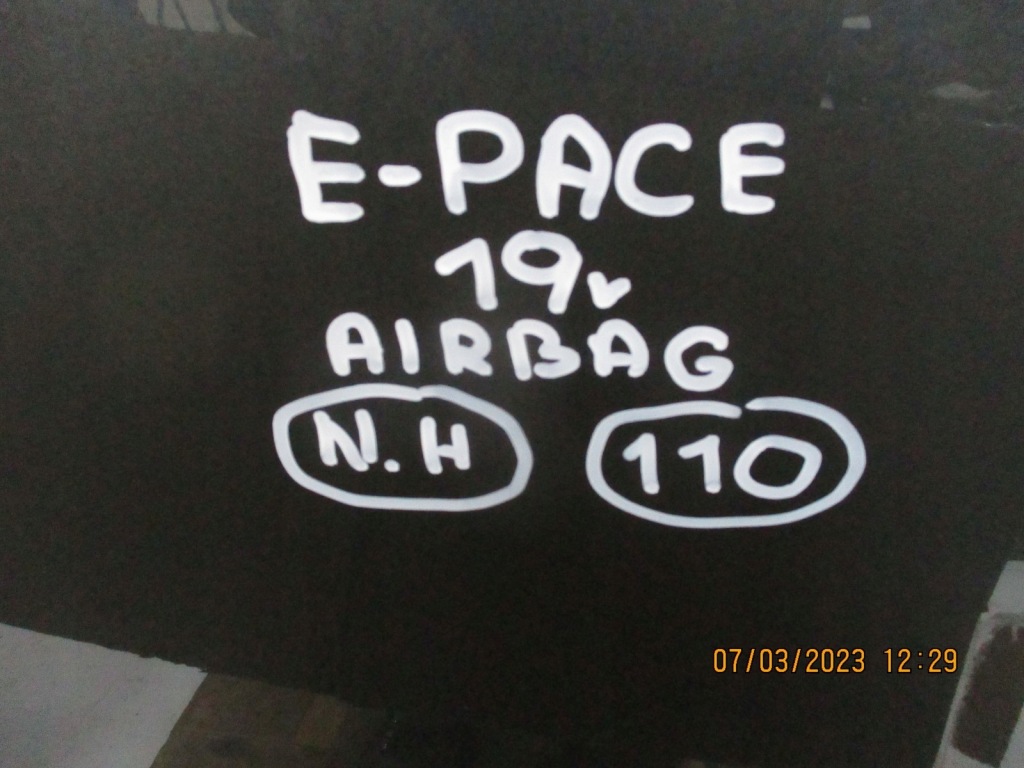 E-PACE
19v
AIRBAG
N.H 110
07/03/2023 12:29